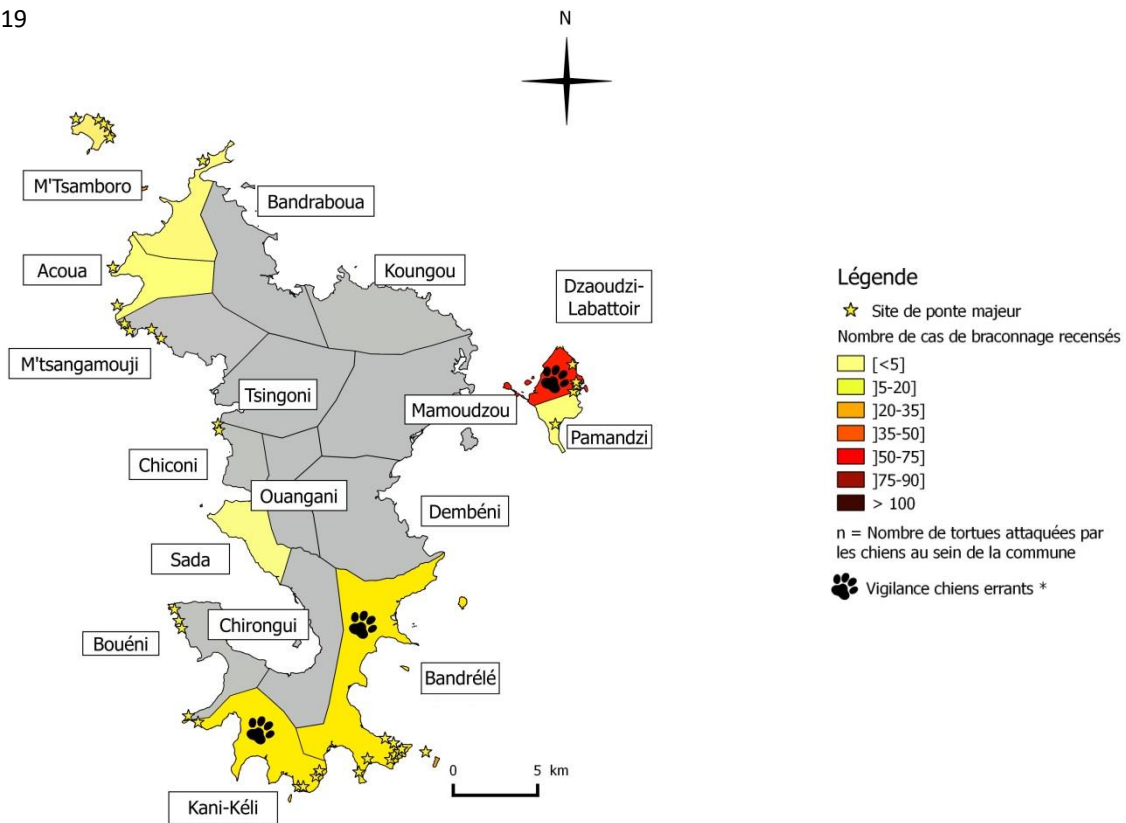 19
N
M'Tsamboro
Bandraboua
Acoua
Koungou
Dzaoudzi-
Labattoir
M'tsangamouji
Tsingoni
Mamoudzou
Pamandzi
Chiconi
Ouangani
Dembéni
Sada
Chirongui
Bouéni
Bandrélé
Kani-Kéli
0 5 km
Légende
Site de ponte majeur
Nombre de cas de braconnage recensés
[<5]
]5-20]
]20-35]
]35-50]
]50-75]
]75-90]
> 100
n = Nombre de tortues attaquées par
les chiens au sein de la commune
Vigilance chiens errants *